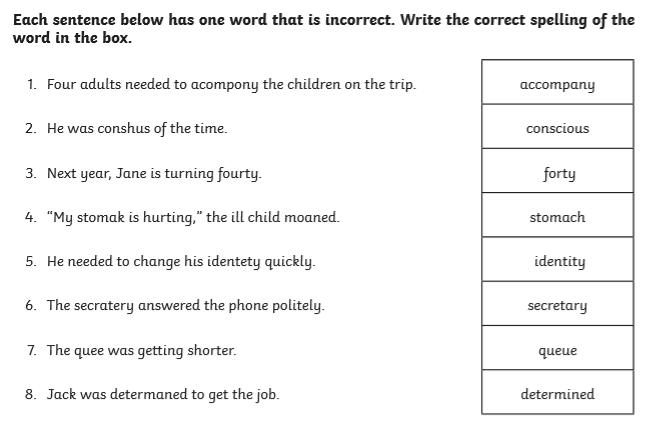 Each sentence below has one word that is incorrect. Write the correct spelling of the
word in the box.
1. Four adults needed to acompony the children on the trip. accompany
2. He was conshus of the time. conscious
3. Next year, Jane is turning fourty. forty
4. “My stomak is hurting,” the ill child moaned. stomach
5. He needed to change his identety quickly. identity
6. The secratery answered the phone politely. secretary
7. The quee was getting shorter. queue
8. Jack was determaned to get the job. determined